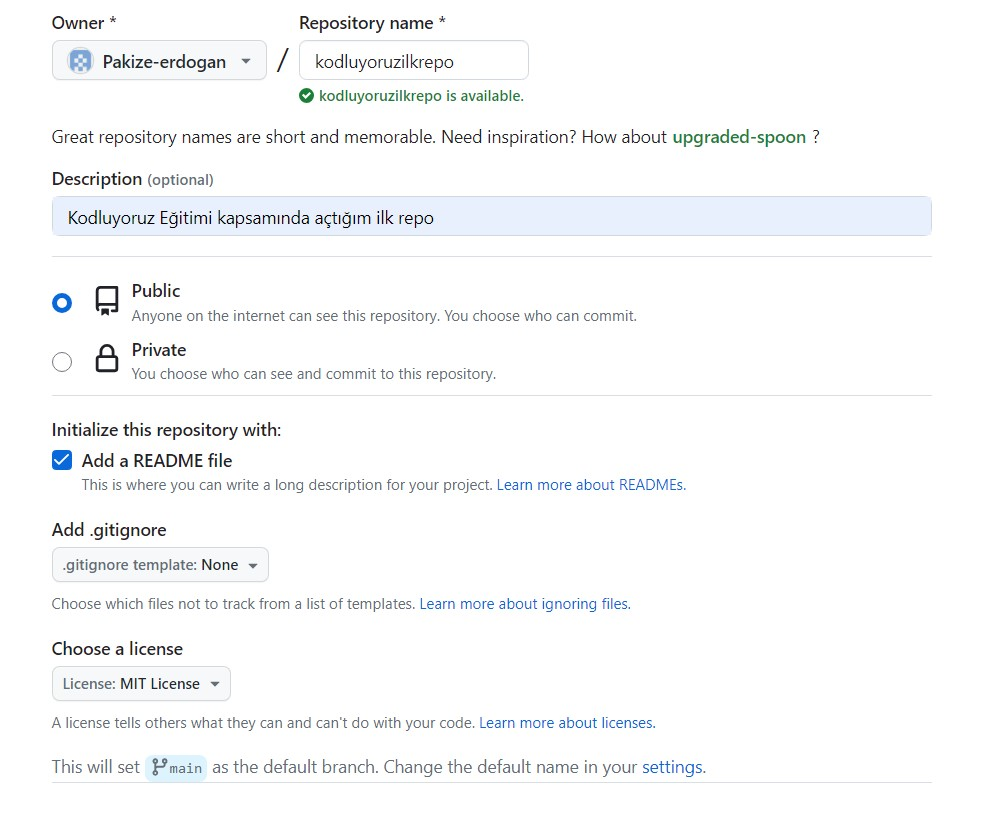 Owner * Repository name *
Pakize-erdogan / kodluyoruzilkrepo
kodluyoruzilkrepo is available.
Great repository names are short and memorable. Need inspiration? How about upgraded-spoon ?
Description (optional)
Kodluyoruz Eğitimi kapsamında açtığım ilk repo
Public
Anyone on the internet can see this repository. You choose who can commit.
Private
You choose who can see and commit to this repository.
Initialize this repository with:
Add a README file
This is where you can write a long description for your project. Learn more about READMEs.
Add .gitignore
.gitignore template: None
Choose which files not to track from a list of templates. Learn more about ignoring files.
Choose a license
License: MIT License
A license tells others what they can and can't do with your code. Learn more about licenses.
This will set main as the default branch. Change the default name in your settings.